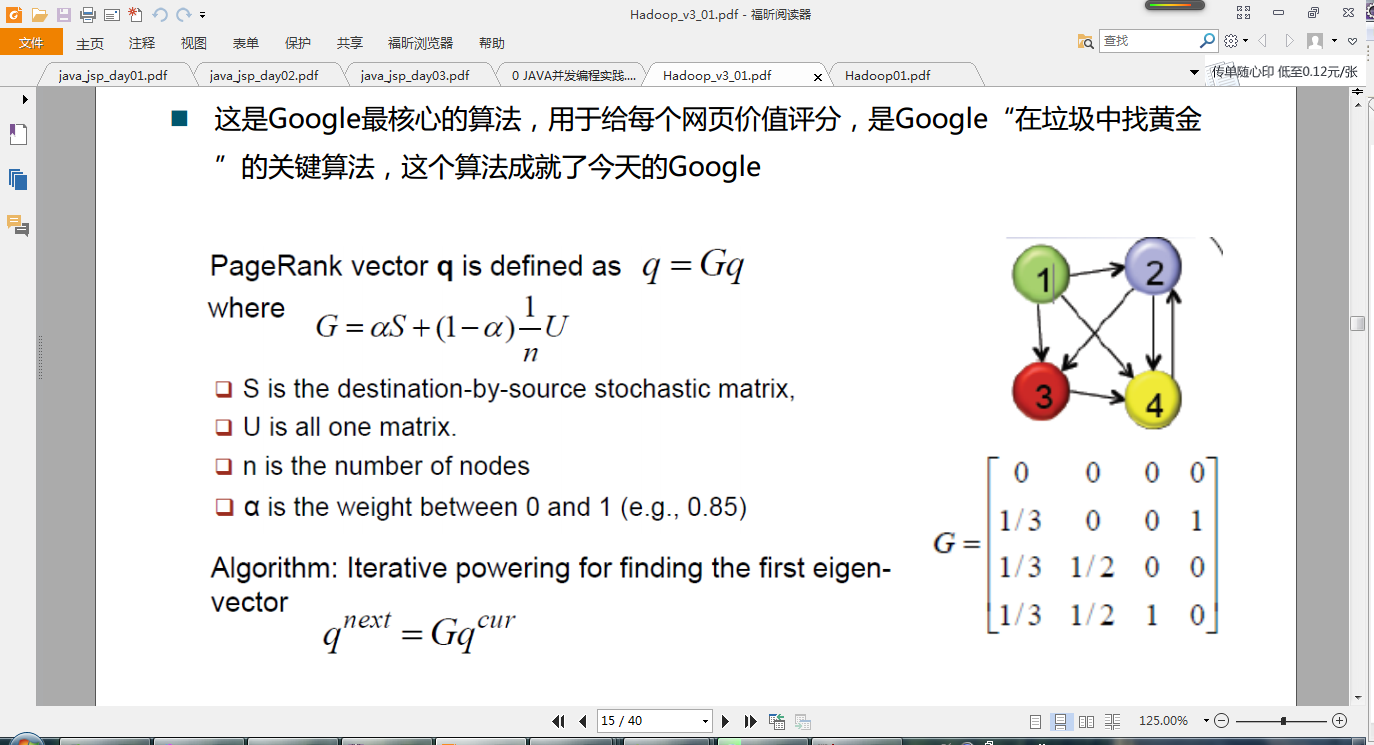 Hadoop_v3_01.pdf - 福昕阅读器
文件 主页 注释 视图 表单 保护 共享 福昕浏览器 帮助 查找
java_jsp_day01.pdf java_jsp_day02.pdf java_jsp_day03.pdf 0 JAVA并发编程实践.... Hadoop_v3_01.pdf Hadoop01.pdf 传单随心印 低至0.12元/张
这是Google最核心的算法，用于给每个网页价值评分，是Google“在垃圾中找黄金
”的关键算法，这个算法成就了今天的Google
PageRank vector q is defined as q = Gq
where
G = αS + (1 − α) 1/n U
S is the destination-by-source stochastic matrix,
U is all one matrix.
n is the number of nodes
α is the weight between 0 and 1 (e.g., 0.85)
Algorithm: Iterative powering for finding the first eigen-
vector
q^next = Gq^cur
1 2
3 4
G =
0 0 0 0
1/3 0 0 1
1/3 1/2 0 0
1/3 1/2 1 0
15 / 40 125.00%